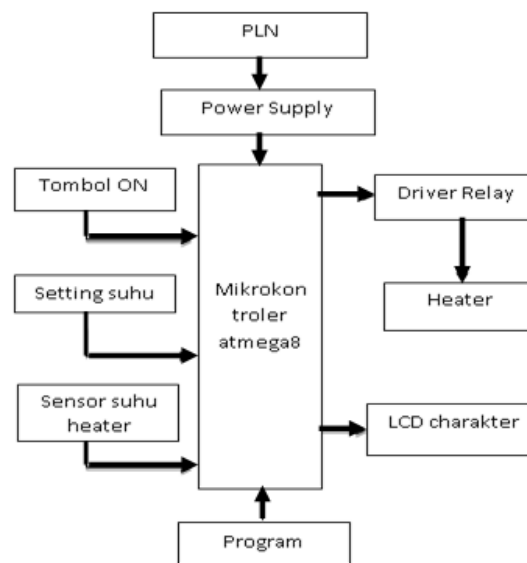 PLN
Power Supply
Tombol ON
Driver Relay
Setting suhu
Mikrokon
troler
atmega8
Heater
Sensor suhu
heater
LCD charakter
Program